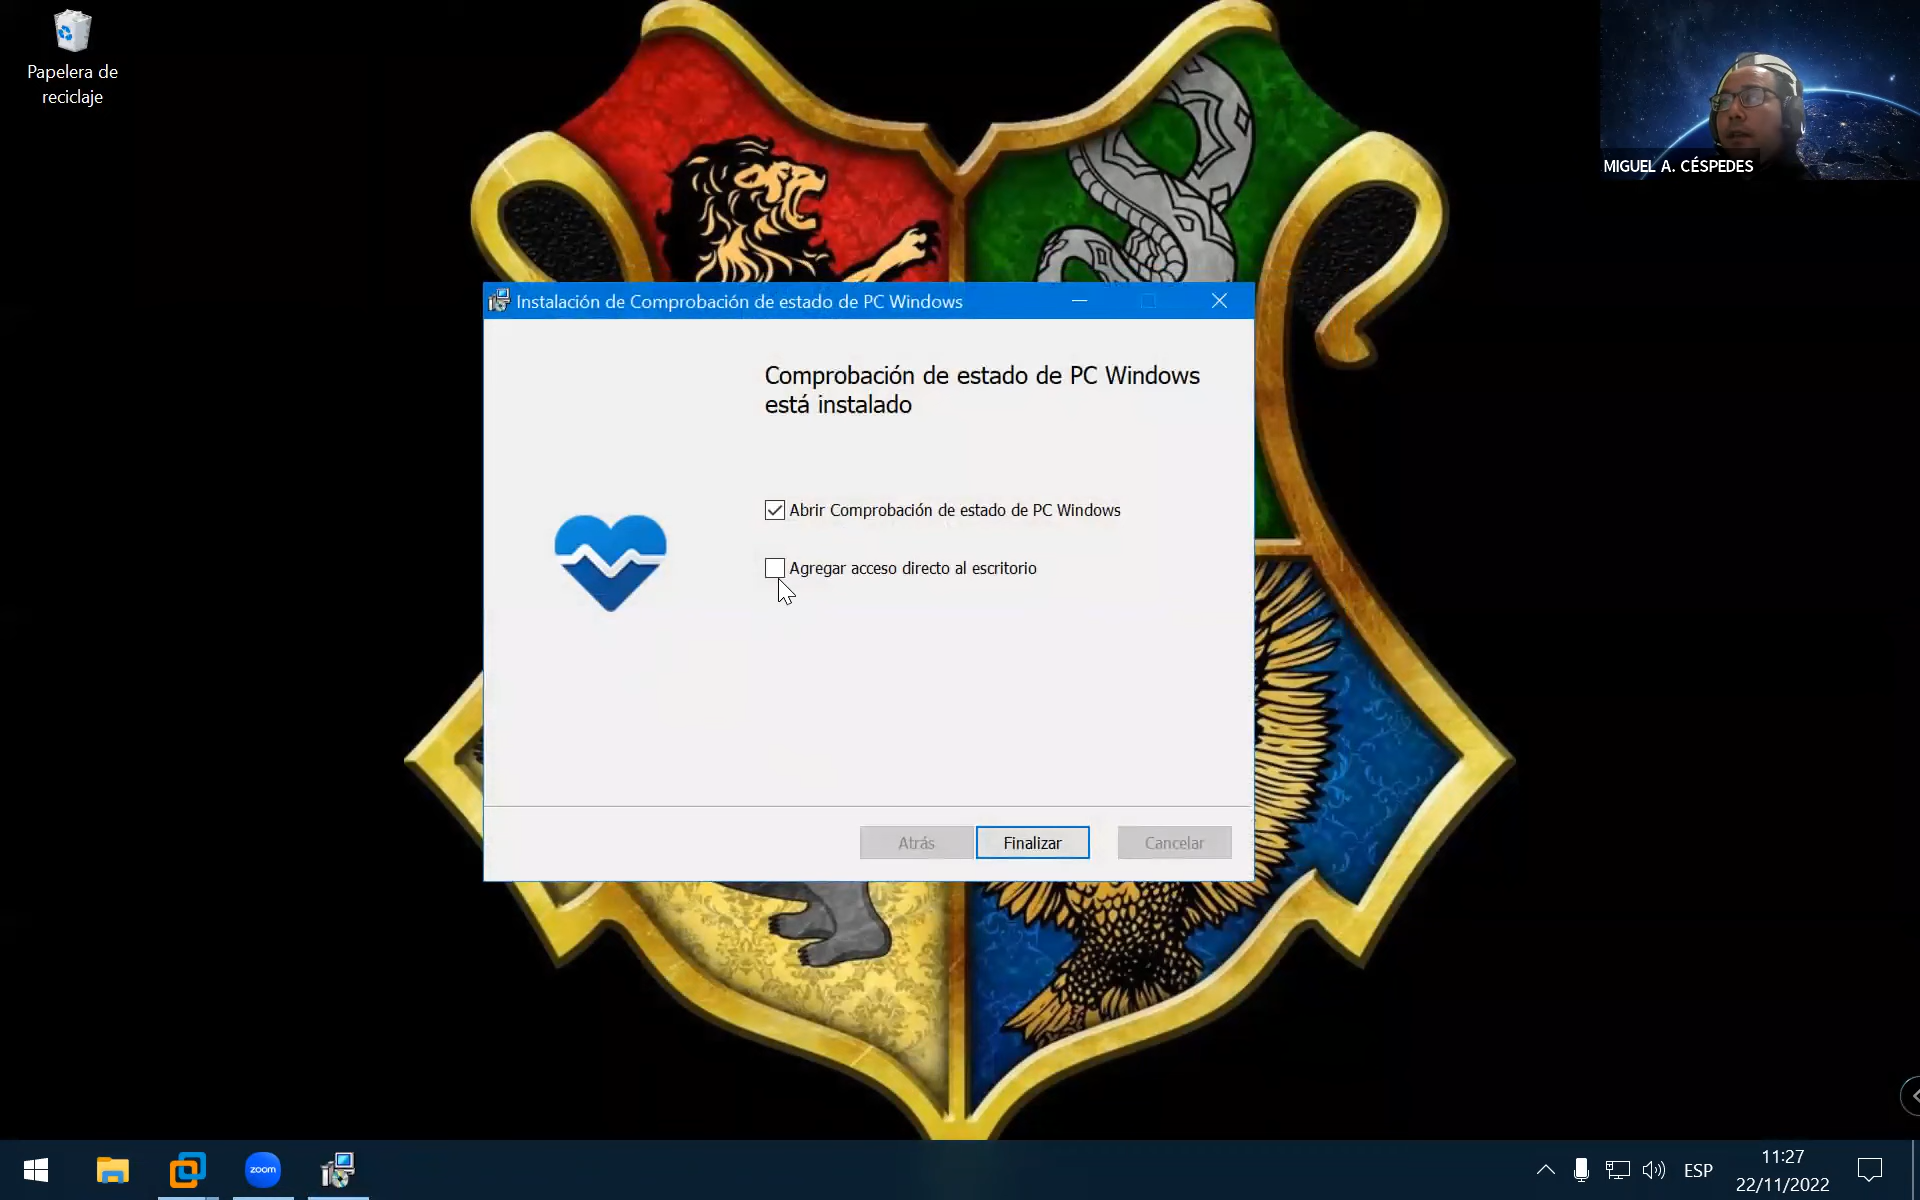 Papelera de
reciclaje
MIGUEL A. CÉSPEDES
Instalación de Comprobación de estado de PC Windows
Comprobación de estado de PC Windows
está instalado
Abrir Comprobación de estado de PC Windows
Agregar acceso directo al escritorio
Atrás
Finalizar
Cancelar
zoom
ESP
11:27
22/11/2022